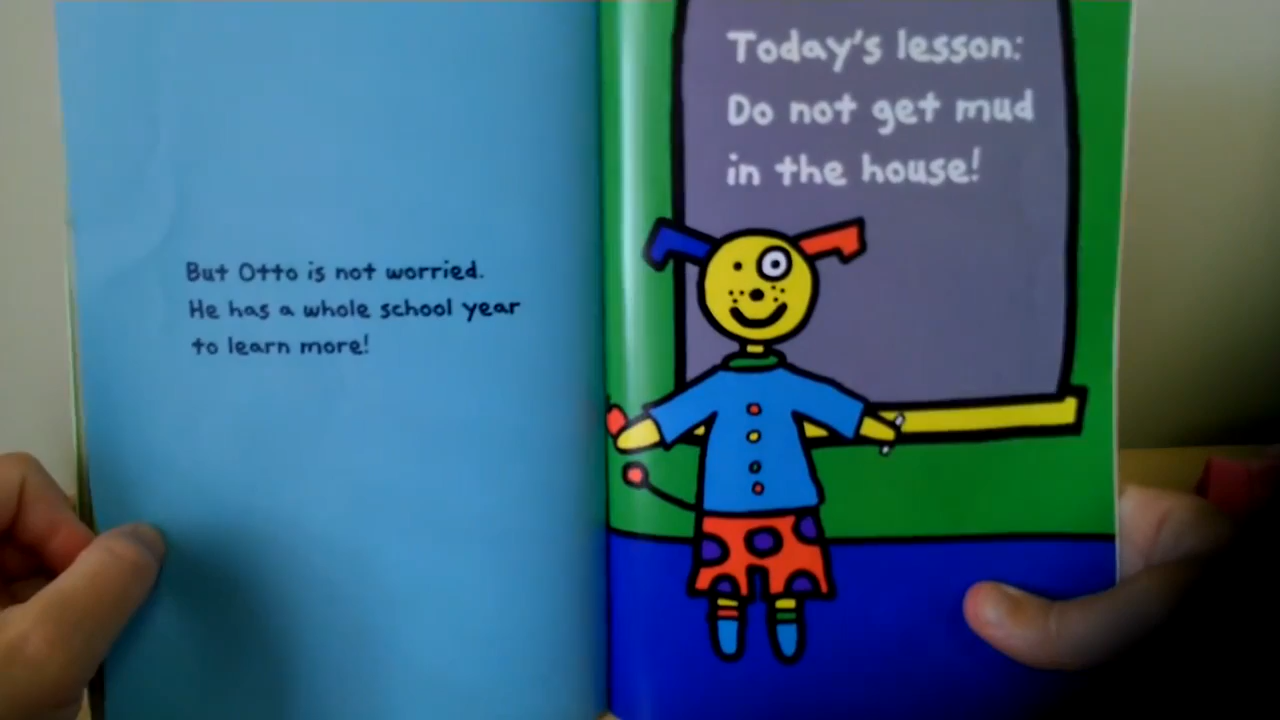 But Otto is not worried.
He has a whole school year
to learn more!
Today's lesson:
Do not get mud
in the house!